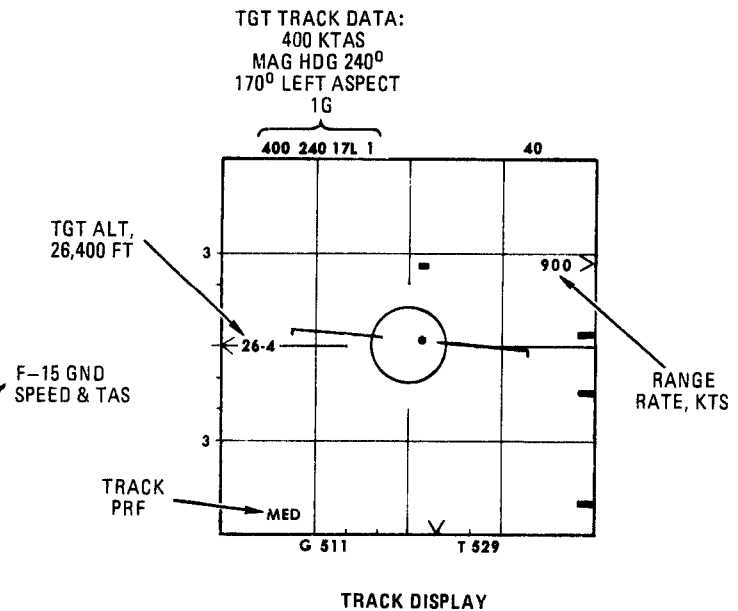 TGT TRACK DATA:
400 KTAS
MAG HDG 240⁰
170⁰ LEFT ASPECT
1G
400 240 17L 1
40
TGT ALT,
26,400 FT
3
900
26-4
F-15 GND
SPEED & TAS
RANGE
RATE, KTS
3
TRACK
PRF
MED
G 511
T 529
TRACK DISPLAY